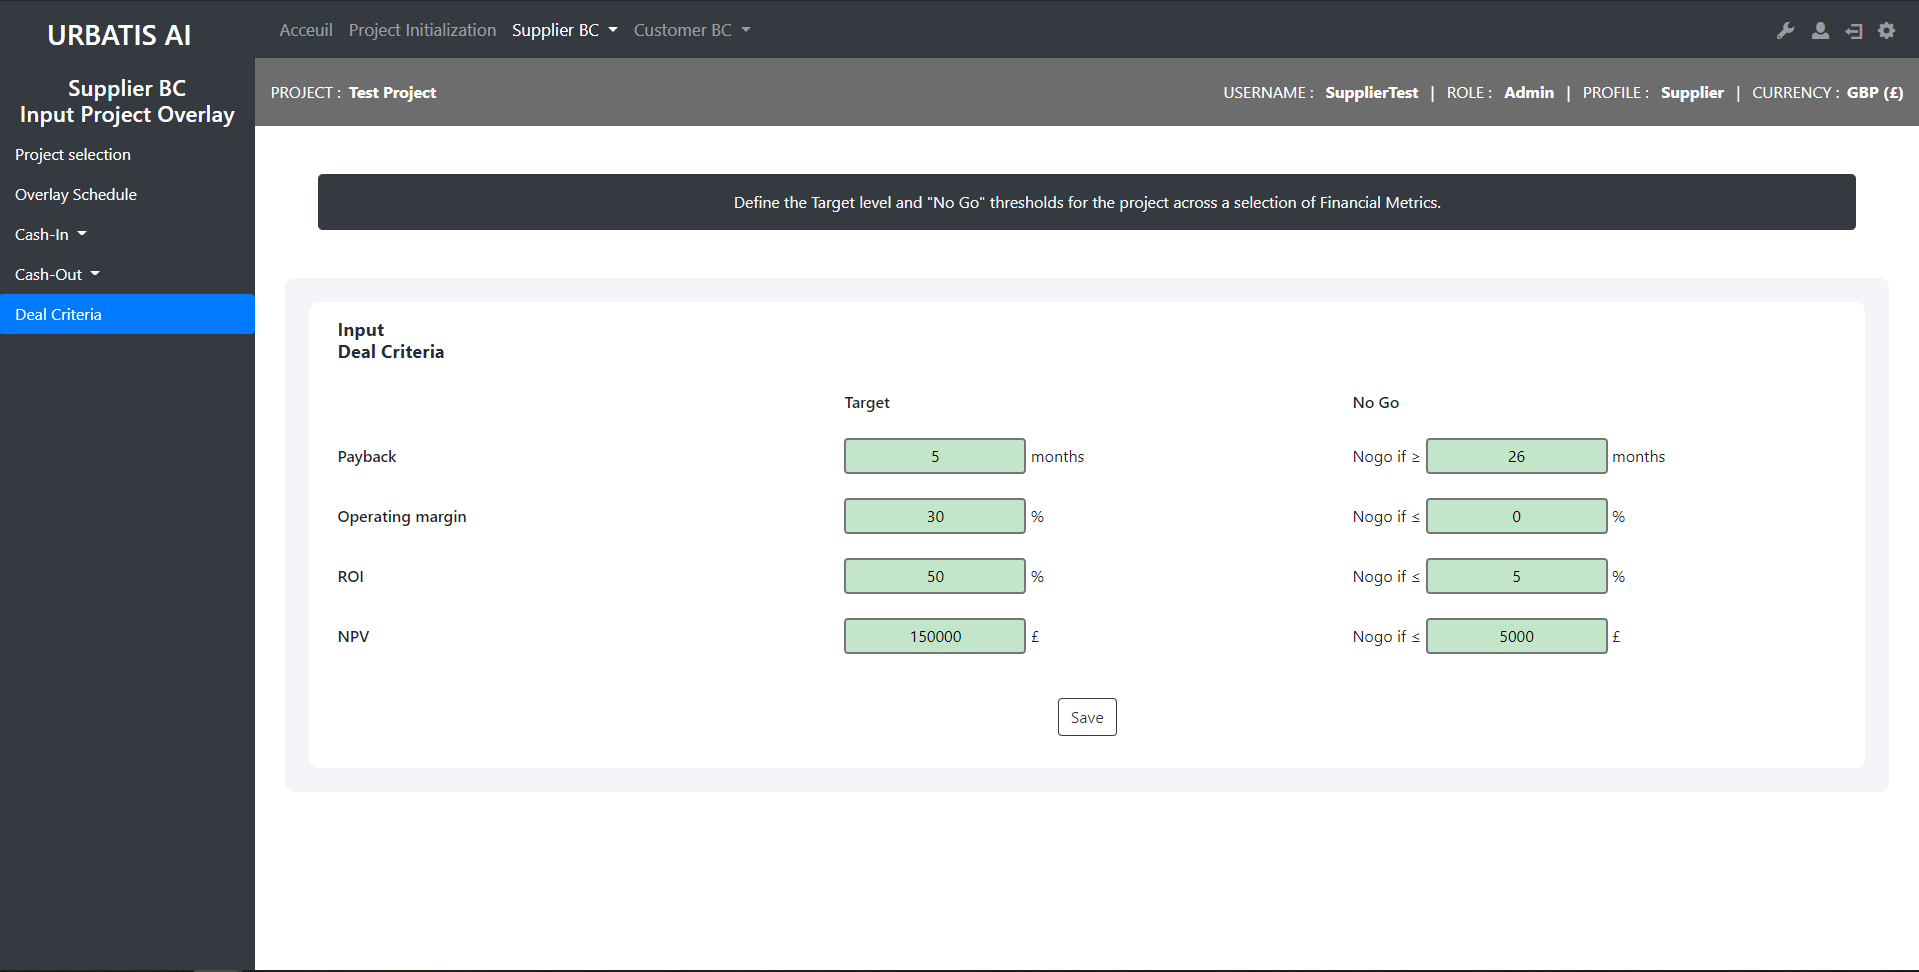 URBATIS AI
Acceuil Project Initialization Supplier BC Customer BC
Supplier BC
Input Project Overlay
Project selection
Overlay Schedule
Cash-In
Cash-Out
Deal Criteria
PROJECT : Test Project
USERNAME : SupplierTest | ROLE : Admin | PROFILE : Supplier | CURRENCY : GBP (£)
Define the Target level and "No Go" thresholds for the project across a selection of Financial Metrics.
Input
Deal Criteria
Target No Go
Payback 5 months Nogo if ≥ 26 months
Operating margin 30 % Nogo if ≤ 0 %
ROI 50 % Nogo if ≤ 5 %
NPV 150000 £ Nogo if ≤ 5000 £
Save